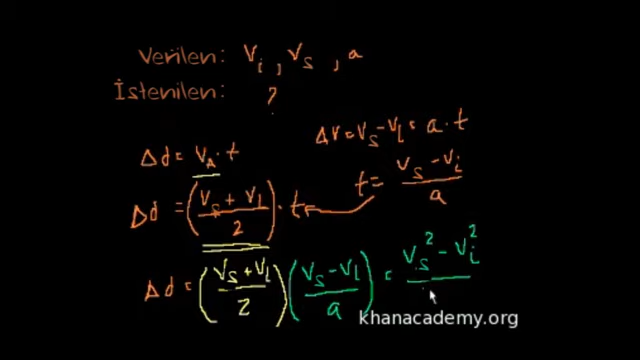 Verilen: Vᵢ, Vₛ, a
İstenilen: ?
ΔV = Vₛ - Vᵢ = a · t
Δd = V_A · t
t = (Vₛ - Vᵢ)/a
Δd = ((Vₛ + Vᵢ)/2) · t
Δd = ((Vₛ + Vᵢ)/2) ((Vₛ - Vᵢ)/a) = Vₛ² - Vᵢ²
khanacademy.org